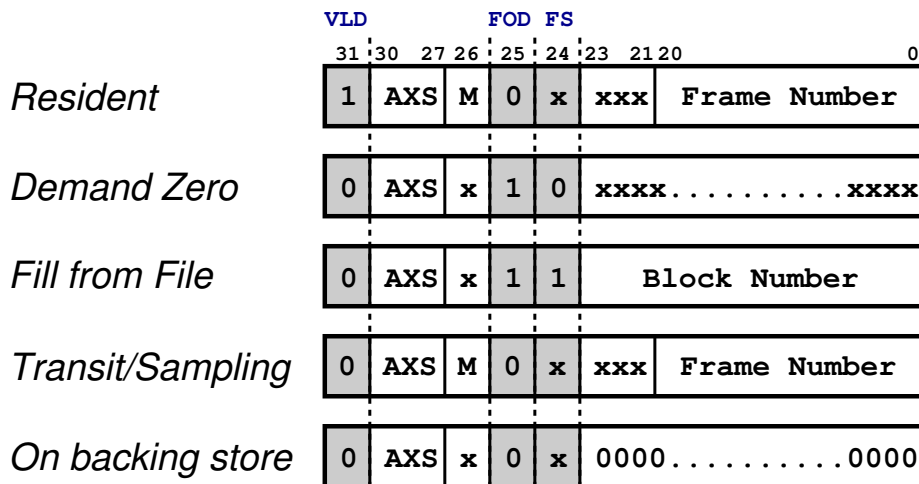 VLD FOD FS
31 30 27 26 25 24 23 21 20 0
Resident 1 AXS M 0 x xxx Frame Number
Demand Zero 0 AXS x 1 0 xxxx..........xxxx
Fill from File 0 AXS x 1 1 Block Number
Transit/Sampling 0 AXS M 0 x xxx Frame Number
On backing store 0 AXS x 0 x 0000..........0000